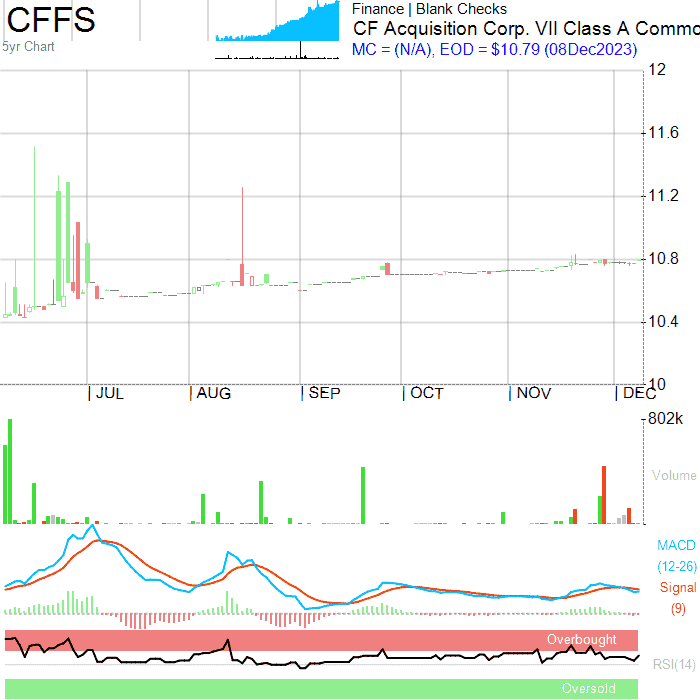 CFFS
5yr Chart
Finance | Blank Checks
CF Acquisition Corp. VII Class A Commo
MC = (N/A), EOD = $10.79 (08Dec2023)
12
11.6
11.2
10.8
10.4
10
JUL AUG SEP OCT NOV DEC
802k
Volume
MACD
(12-26)
Signal
(9)
Overbought
RSI(14)
Oversold